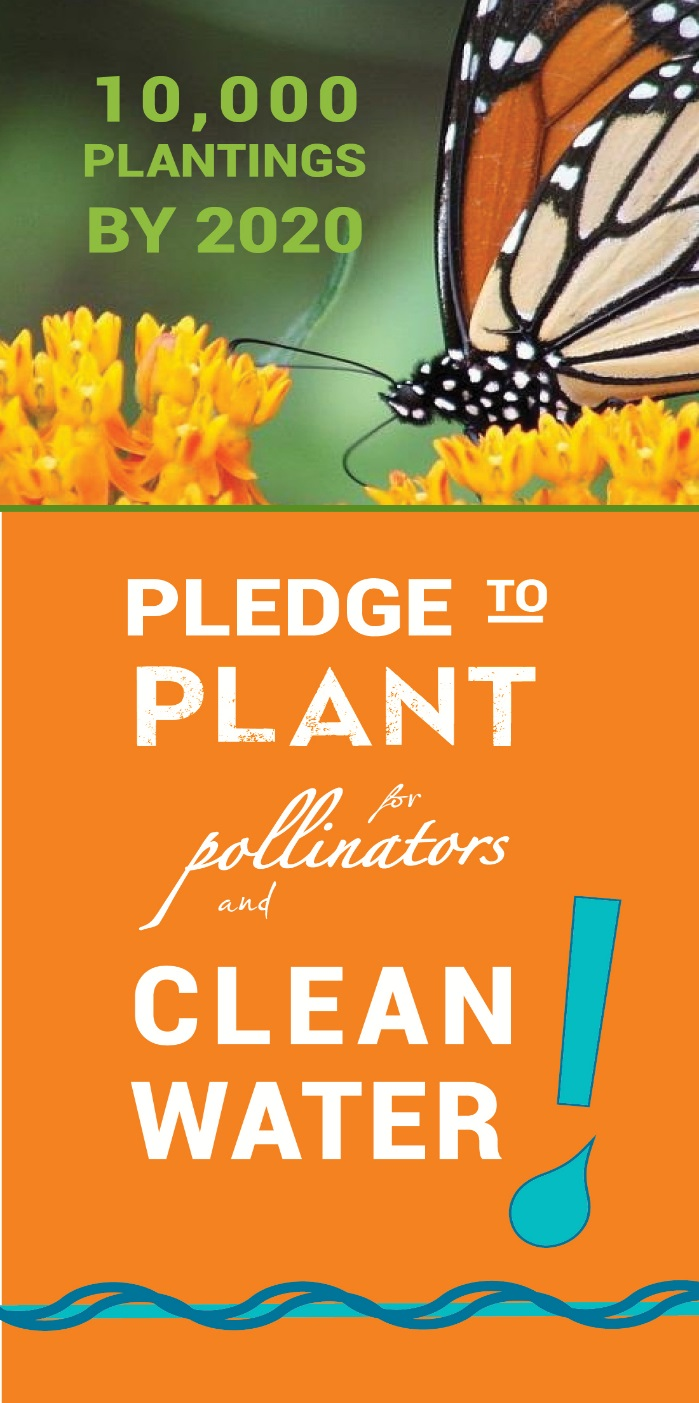 10,000
PLANTINGS
BY 2020
PLEDGE TO
PLANT
for
pollinators
and
CLEAN
WATER!